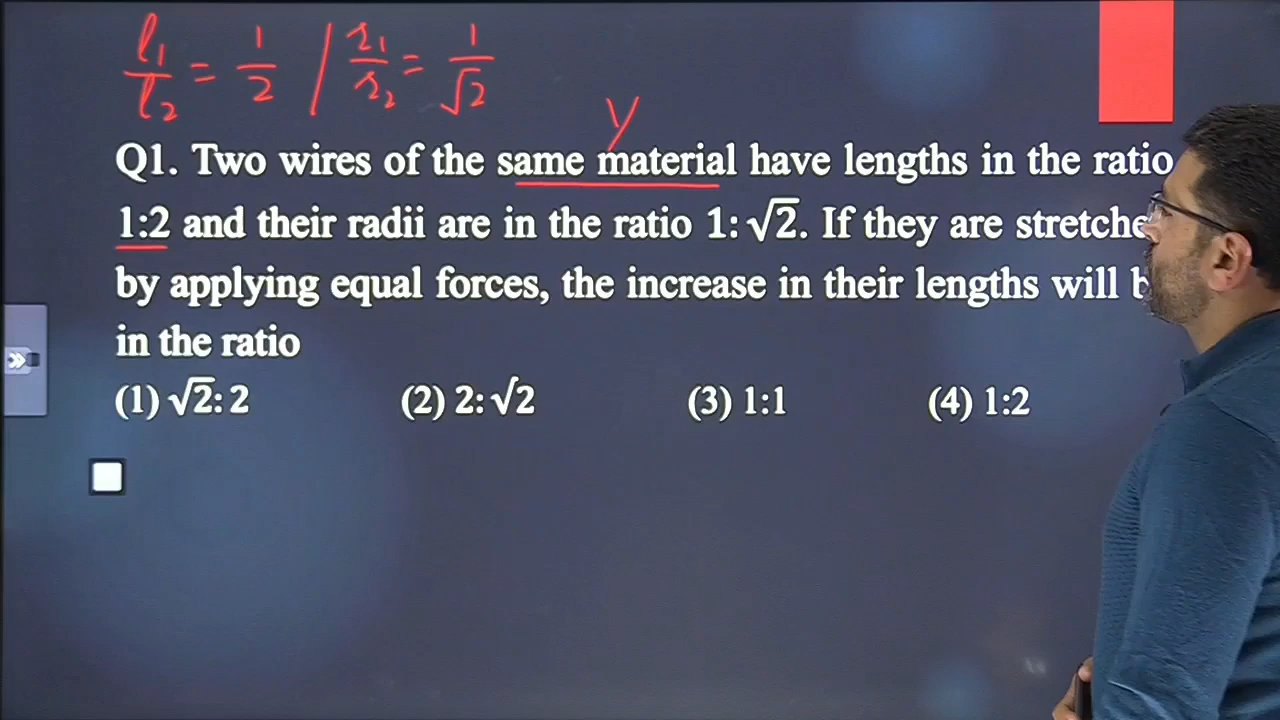 l₁/l₂ = 1/2 / r₁/r₂ = 1/√2
Y
Q1. Two wires of the same material have lengths in the ratio
1:2 and their radii are in the ratio 1: √2. If they are stretche
by applying equal forces, the increase in their lengths will b
in the ratio
(1) √2: 2 (2) 2: √2 (3) 1:1 (4) 1:2